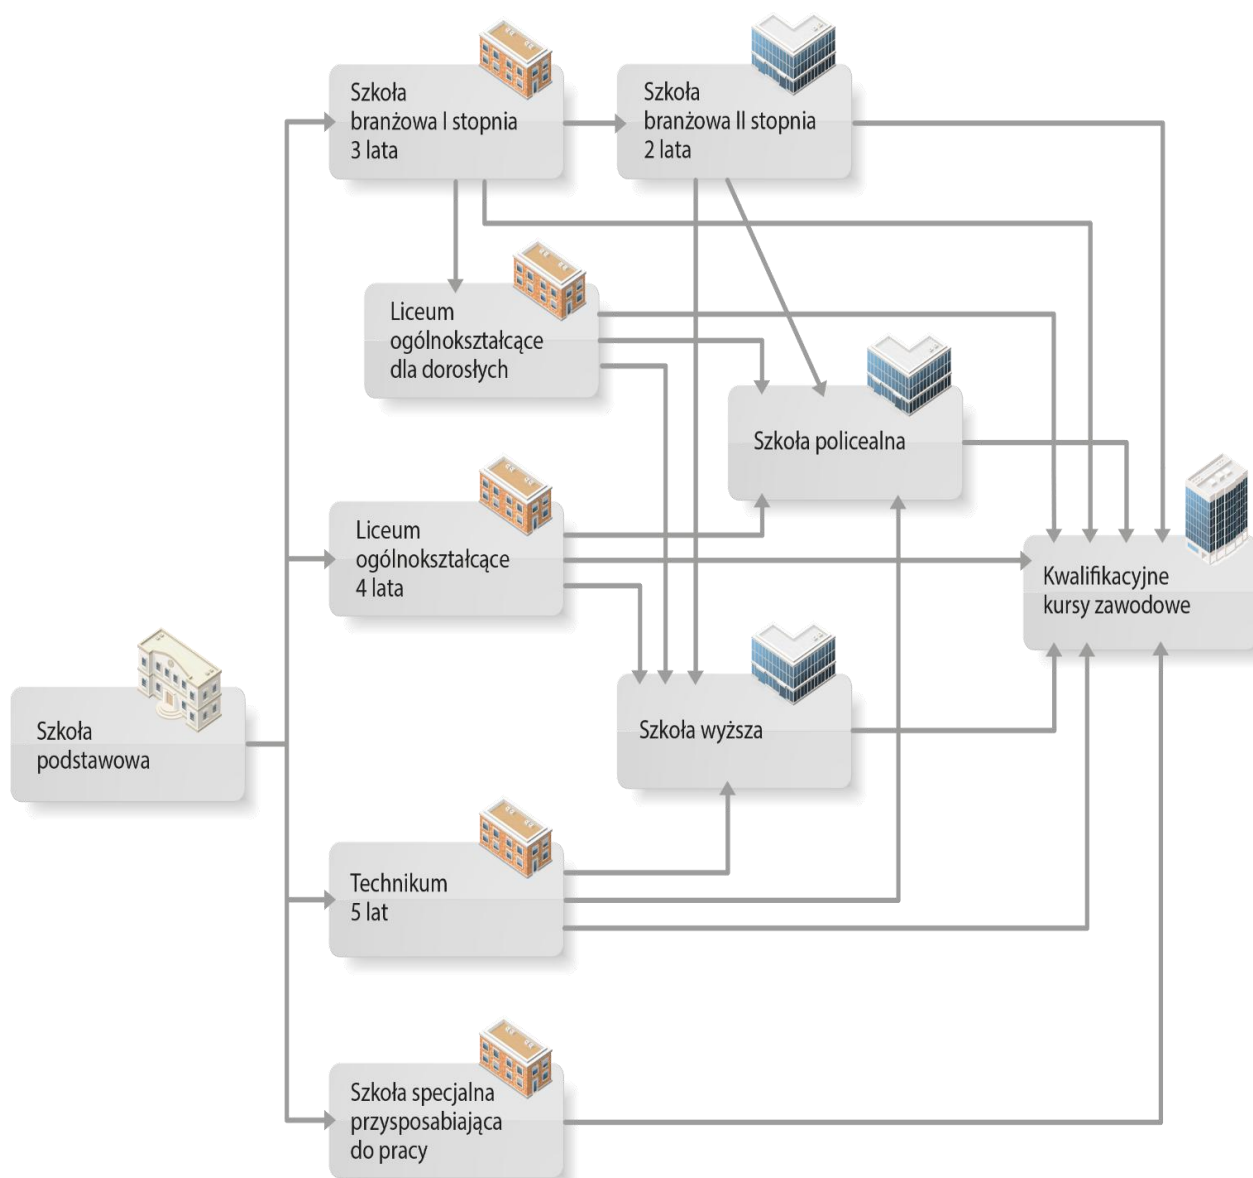 Szkoła
branżowa I stopnia
3 lata
Szkoła
branżowa II stopnia
2 lata
Liceum
ogólnokształcące
dla dorosłych
Szkoła policealna
Liceum
ogólnokształcące
4 lata
Kwalifikacyjne
kursy zawodowe
Szkoła
podstawowa
Szkoła wyższa
Technikum
5 lat
Szkoła specjalna
przysposabiająca
do pracy